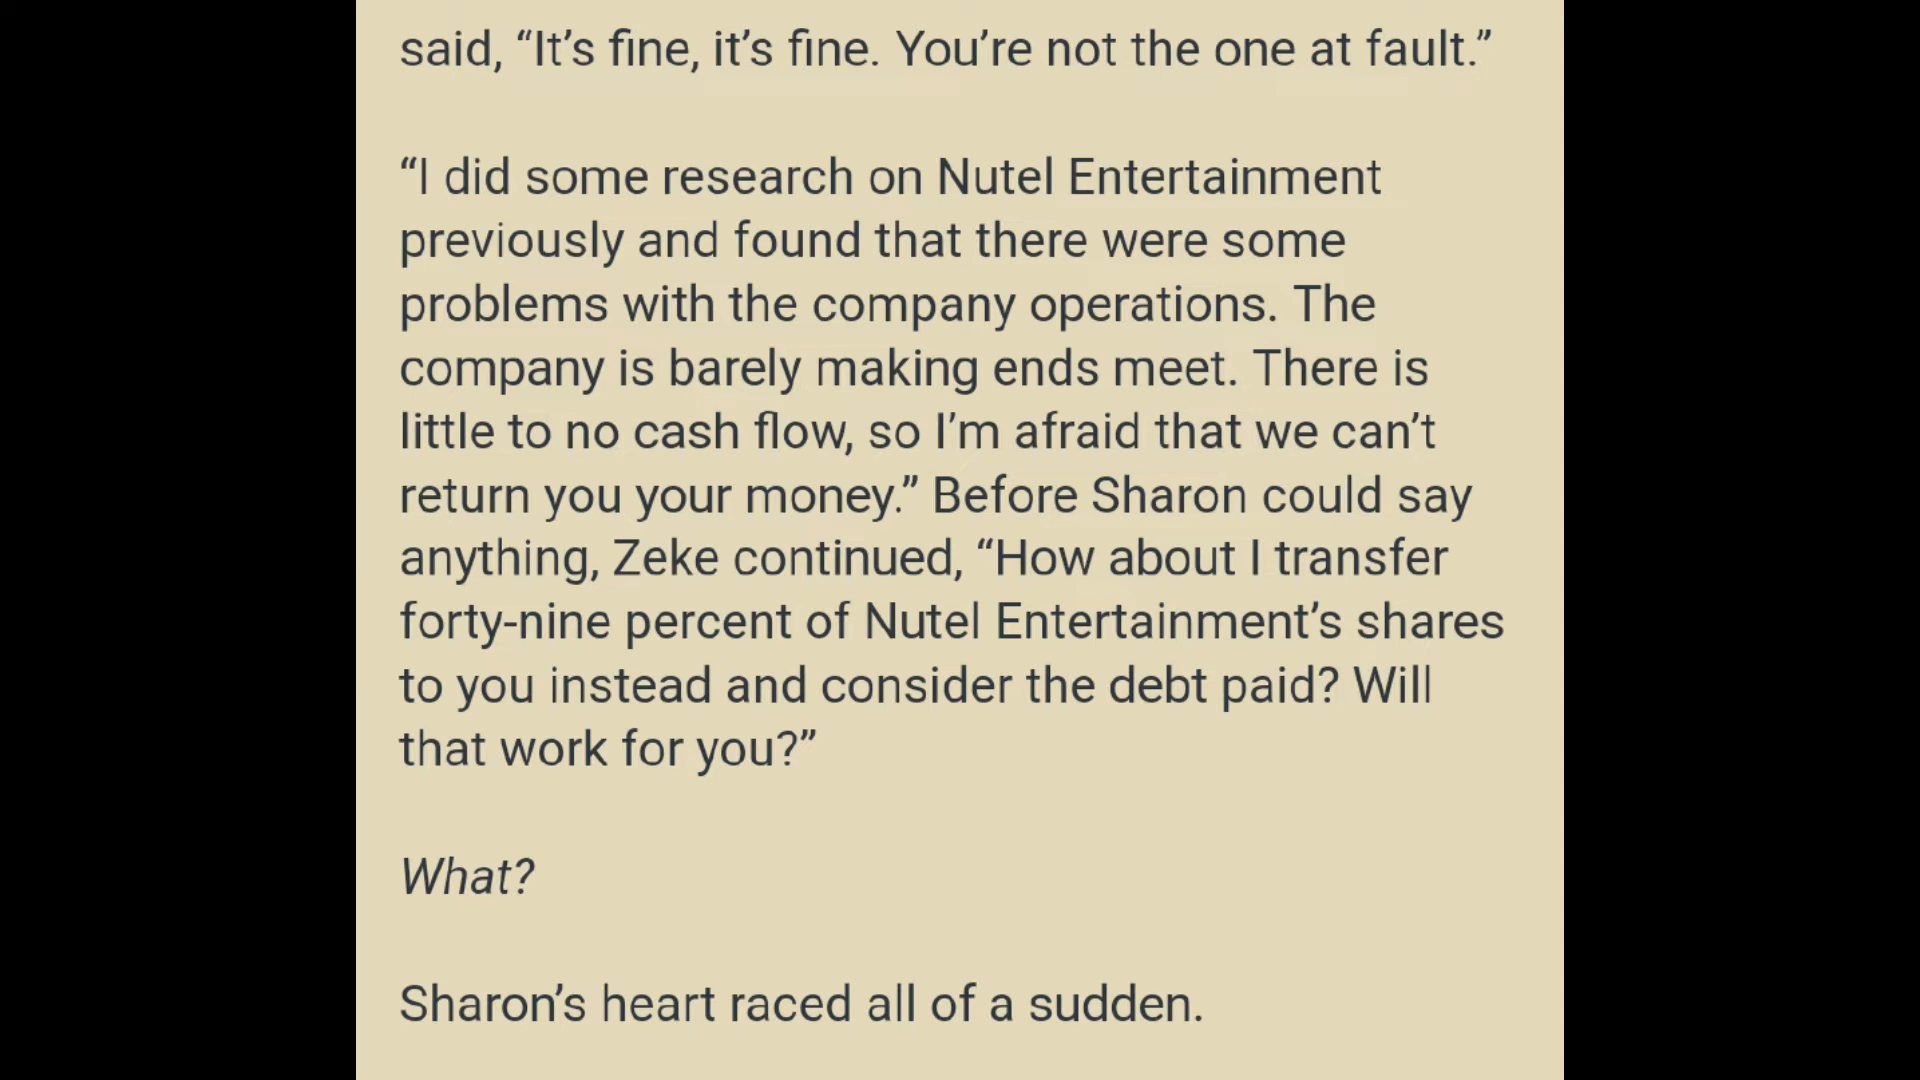 said, “It’s fine, it’s fine. You’re not the one at fault.”
“I did some research on Nutel Entertainment
previously and found that there were some
problems with the company operations. The
company is barely making ends meet. There is
little to no cash flow, so I’m afraid that we can’t
return you your money.” Before Sharon could say
anything, Zeke continued, “How about I transfer
forty-nine percent of Nutel Entertainment’s shares
to you instead and consider the debt paid? Will
that work for you?”
What?
Sharon’s heart raced all of a sudden.